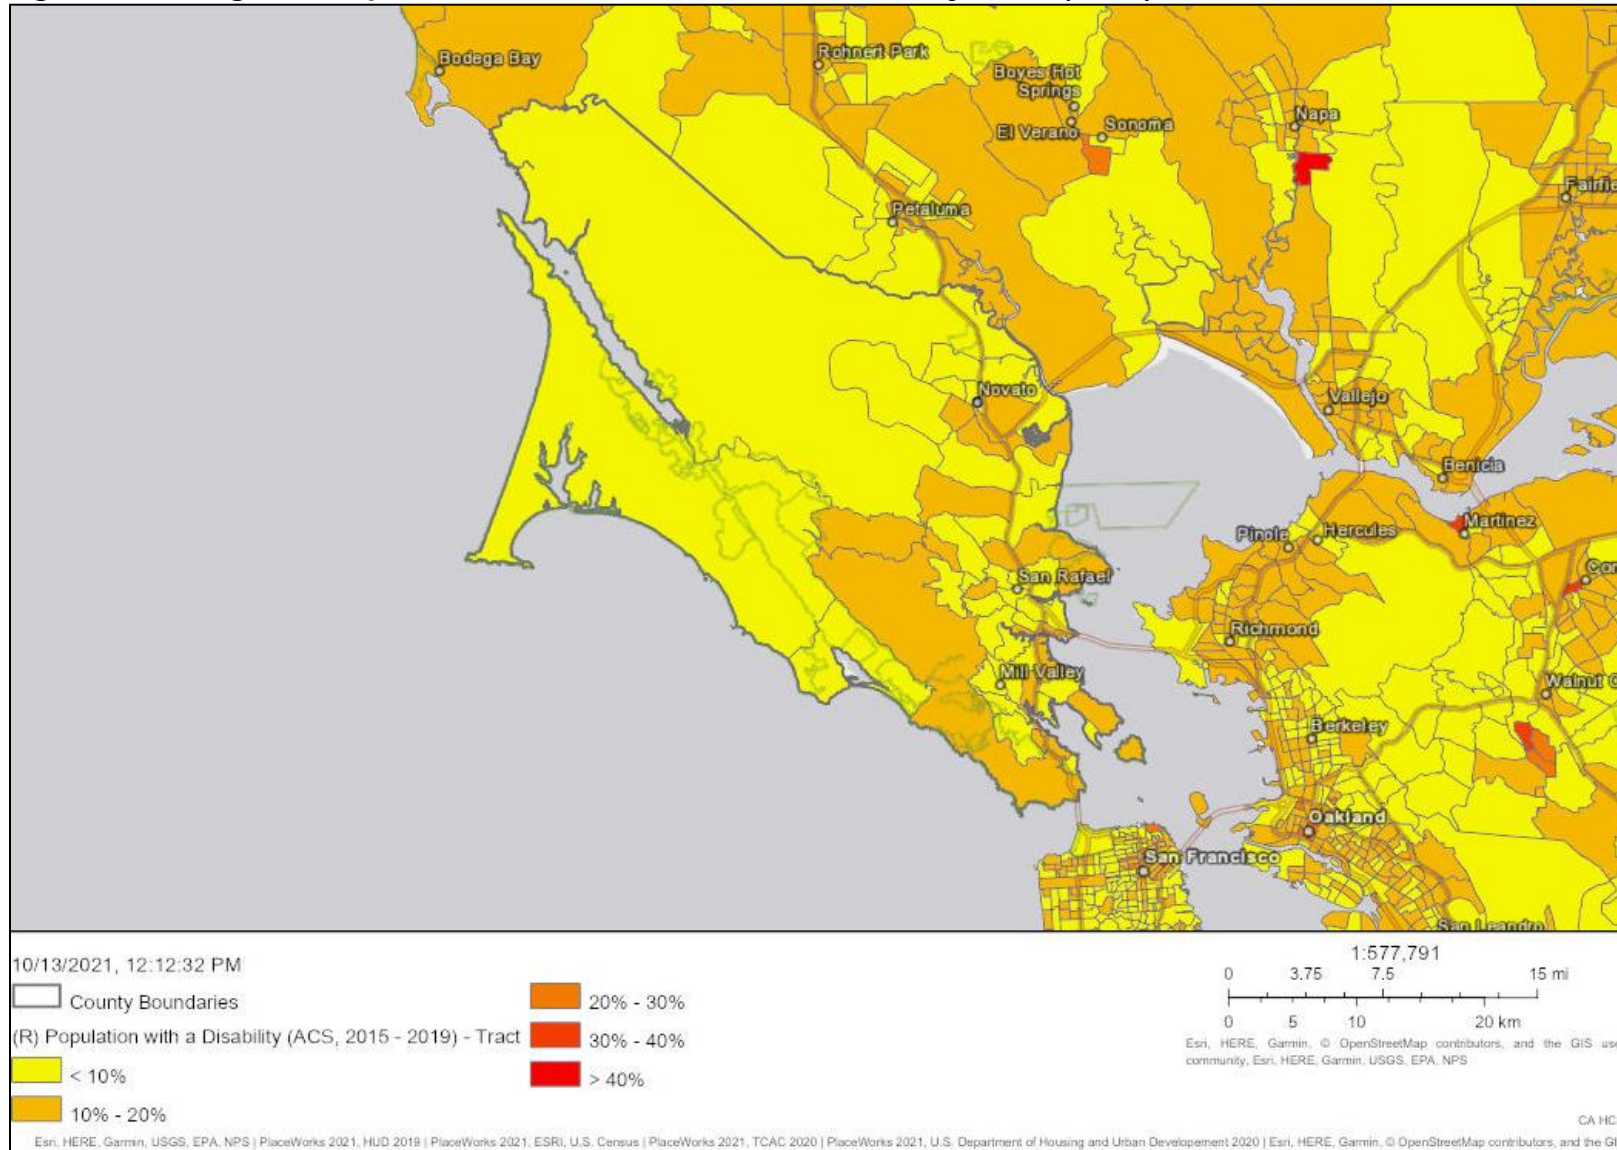 Bodega Bay
Rohnert Park
Boyes Hot
Springs
El Verano
Sonoma
Napa
Fairfie
Petaluma
Novato
Vallejo
Benicia
Pinole
Hercules
Martinez
Con
San Rafael
Richmond
Mill Valley
Walnut C
Berkeley
Oakland
San Francisco
San Leandro
10/13/2021, 12:12:32 PM
County Boundaries
(R) Population with a Disability (ACS, 2015 - 2019) - Tract
< 10%
10% - 20%
20% - 30%
30% - 40%
> 40%
1:577,791
0 3.75 7.5 15 mi
0 5 10 20 km
Esri, HERE, Garmin, © OpenStreetMap contributors, and the GIS use
community, Esri, HERE, Garmin, USGS, EPA, NPS
CA HC
Esri, HERE, Garmin, USGS, EPA, NPS | PlaceWorks 2021, HUD 2019 | PlaceWorks 2021, ESRI, U.S. Census | PlaceWorks 2021, TCAC 2020 | PlaceWorks 2021, U.S. Department of Housing and Urban Developement 2020 | Esri, HERE, Garmin, © OpenStreetMap contributors, and the GI